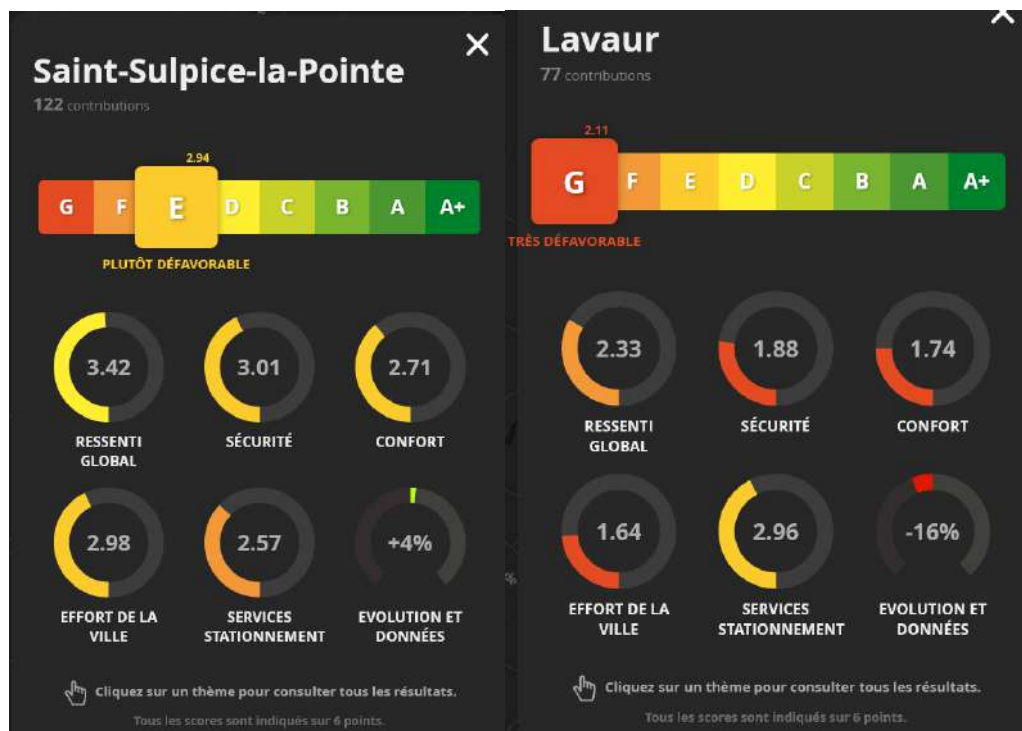 Saint-Sulpice-la-Pointe
122 contributions
2.94
G F E D C B A A+
PLUTÔT DÉFAVORABLE
3.42
3.01
2.71
RESSENTI
GLOBAL
SÉCURITÉ
CONFORT
2.98
2.57
+4%
EFFORT DE LA
VILLE
SERVICES
STATIONNEMENT
EVOLUTION ET
DONNÉES
Cliquez sur un thème pour consulter tous les résultats.
Tous les scores sont indiqués sur 6 points.
Lavaur
77 contributions
2.11
G F E D C B A A+
TRÈS DÉFAVORABLE
2.33
1.88
1.74
RESSENTI
GLOBAL
SÉCURITÉ
CONFORT
1.64
2.96
-16%
EFFORT DE LA
VILLE
SERVICES
STATIONNEMENT
EVOLUTION ET
DONNÉES
Cliquez sur un thème pour consulter tous les résultats.
Tous les scores sont indiqués sur 6 points.